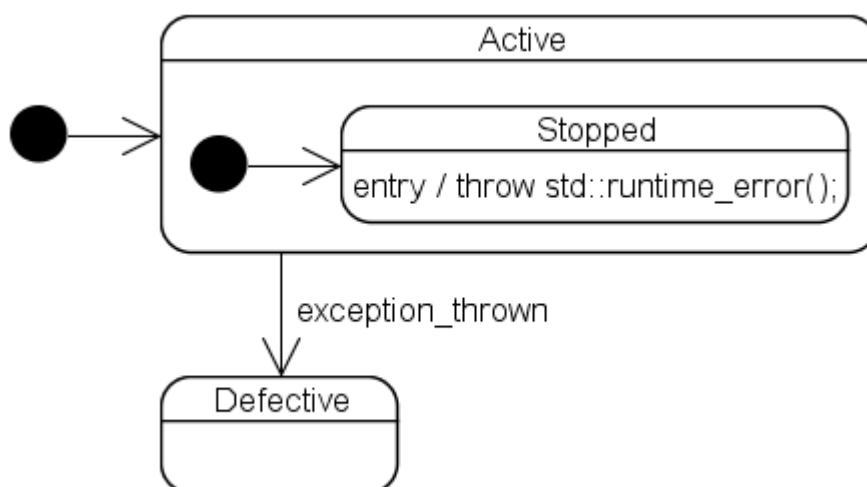 Active
Stopped
entry / throw std::runtime_error();
exception_thrown
Defective